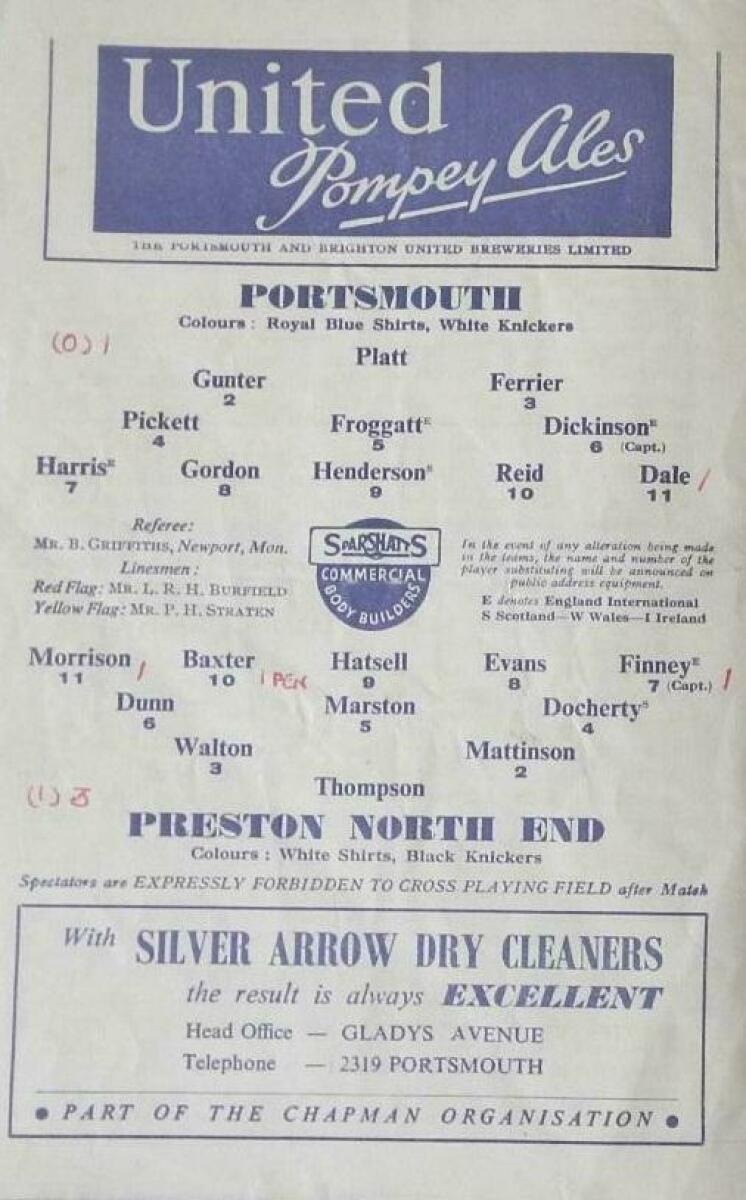 United
Pompey Ales
THE PORTSMOUTH AND BRIGHTON UNITED BREWERIES LIMITED
PORTSMOUTH
Colours : Royal Blue Shirts, White Knickers
(0) 1
Platt
Gunter Ferrier
2 3
Pickett Froggatt E Dickinson E
4 5 6 (Capt.)
Harris E Gordon Henderson S Reid Dale /
7 8 9 10 11
Referee:
MR. B. GRIFFITHS, Newport, Mon.
Linesmen :
Red Flag: MR. L. R. H. BURFIELD
Yellow Flag: MR. P. H. STRATEN
SPARSHATTS
COMMERCIAL
BODY BUILDERS
In the event of any alteration being made
in the teams, the name and number of the
player substituting will be announced on
public address equipment.
E denotes England International
S Scotland—W Wales—I Ireland
Morrison / Baxter Hatsell Evans Finney E
11 10 1 PEN 9 8 7 (Capt.) /
Dunn Marston Docherty S
6 5 4
Walton Mattinson
3 2
Thompson
(1) 3
PRESTON NORTH END
Colours : White Shirts, Black Knickers
Spectators are EXPRESSLY FORBIDDEN TO CROSS PLAYING FIELD after Match
With SILVER ARROW DRY CLEANERS
the result is always EXCELLENT
Head Office — GLADYS AVENUE
Telephone — 2319 PORTSMOUTH
● PART OF THE CHAPMAN ORGANISATION ●